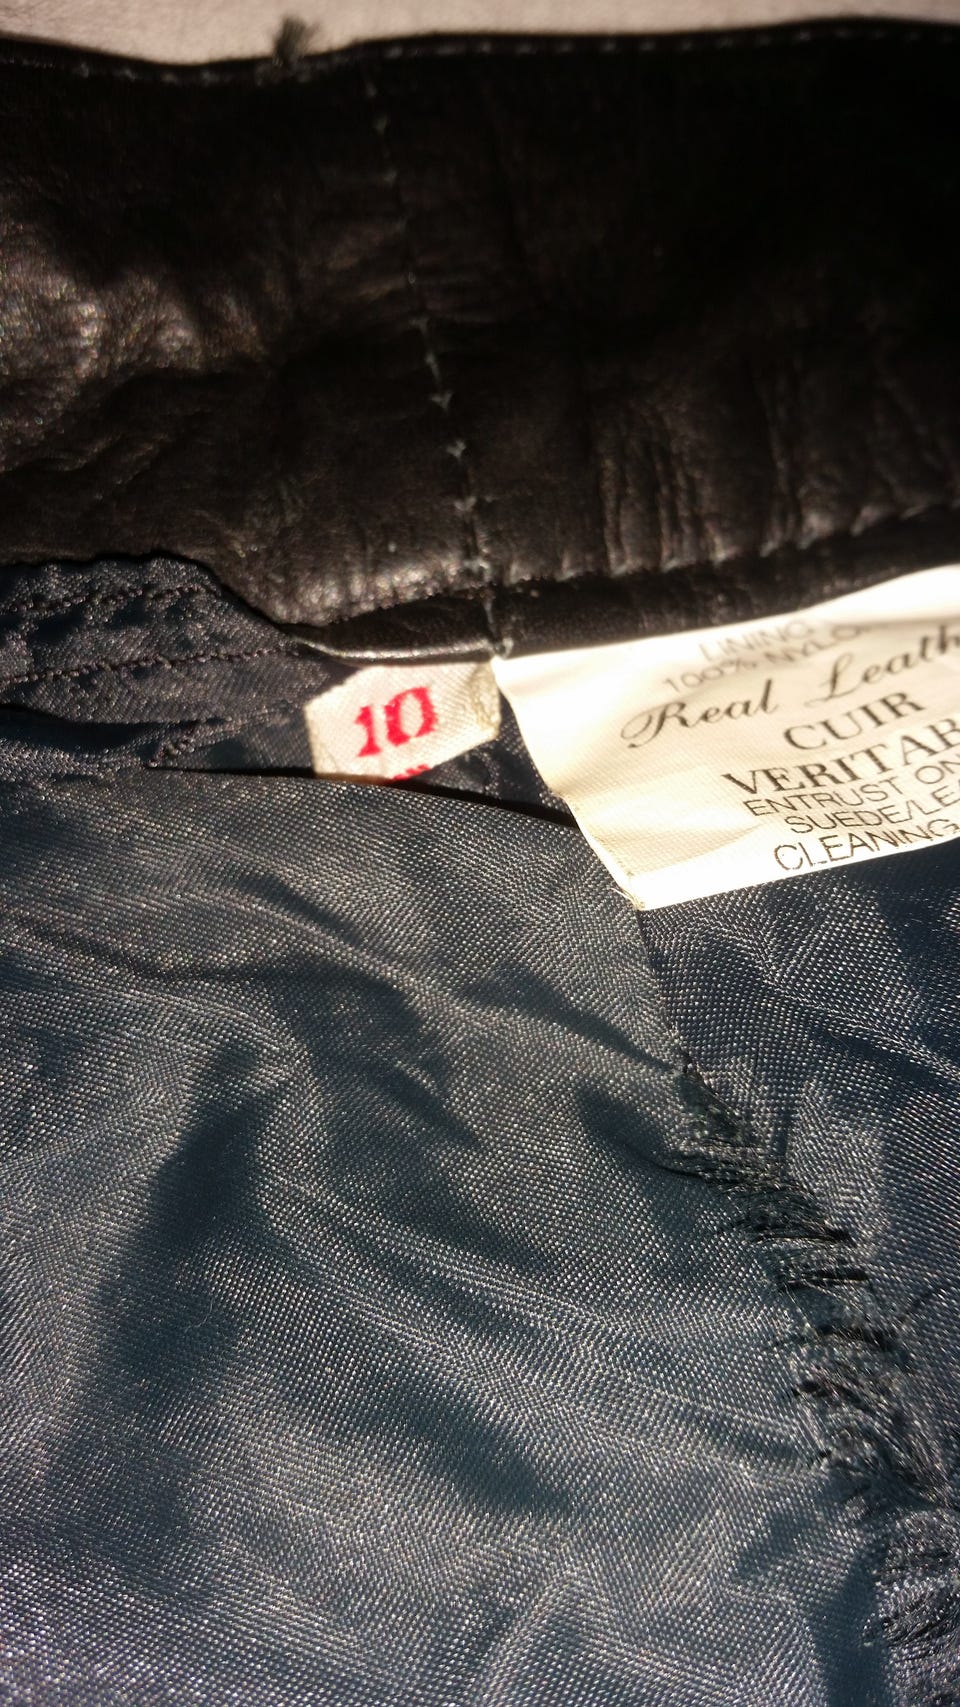 10
LINING
100% NYLO
Real Leath
CUIR
VERITAB
ENTRUST ON
SUEDE/LEA
CLEANING